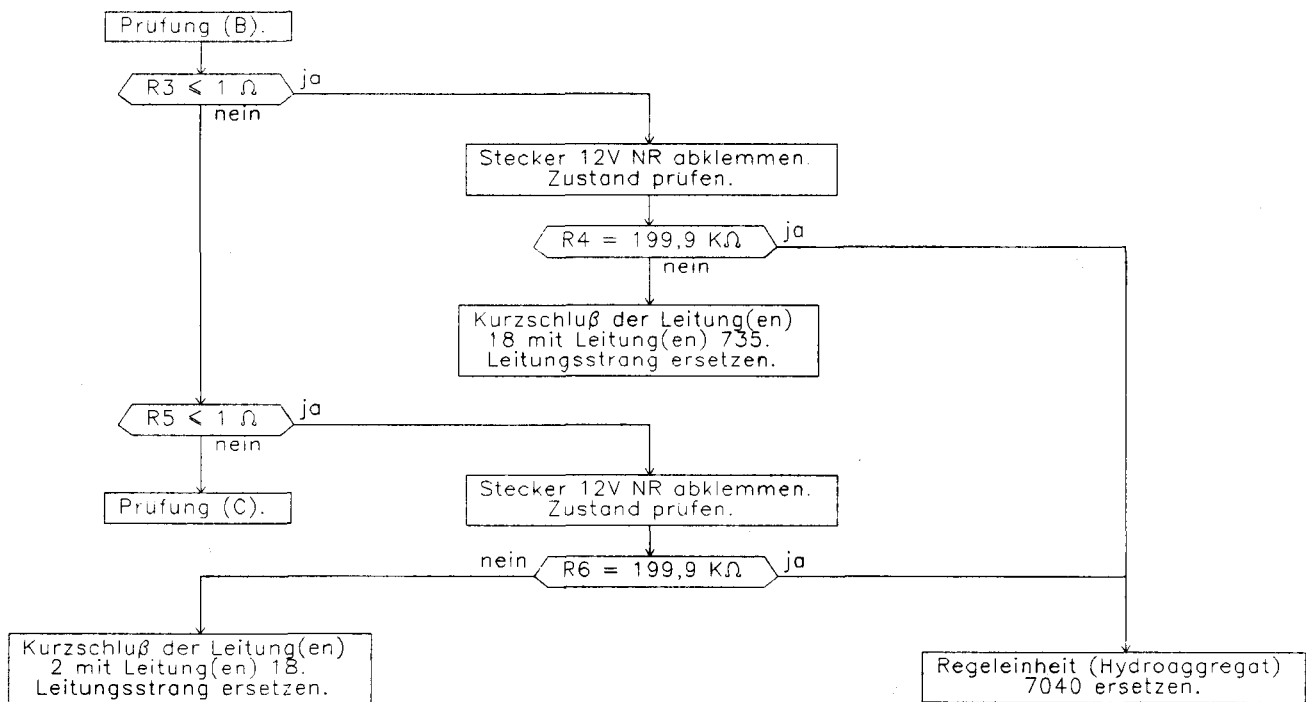 Prüfung (B).
R3 ⩽ 1 Ω
ja
nein
Stecker 12V NR abklemmen.
Zustand prüfen.
R4 = 199,9 KΩ
ja
nein
Kurzschluß der Leitung(en)
18 mit Leitung(en) 735.
Leitungsstrang ersetzen.
R5 ⩽ 1 Ω
ja
nein
Stecker 12V NR abklemmen.
Zustand prüfen.
Prüfung (C).
nein
R6 = 199,9 KΩ
ja
Kurzschluß der Leitung(en)
2 mit Leitung(en) 18.
Leitungsstrang ersetzen.
Regeleinheit (Hydroaggregat)
7040 ersetzen.